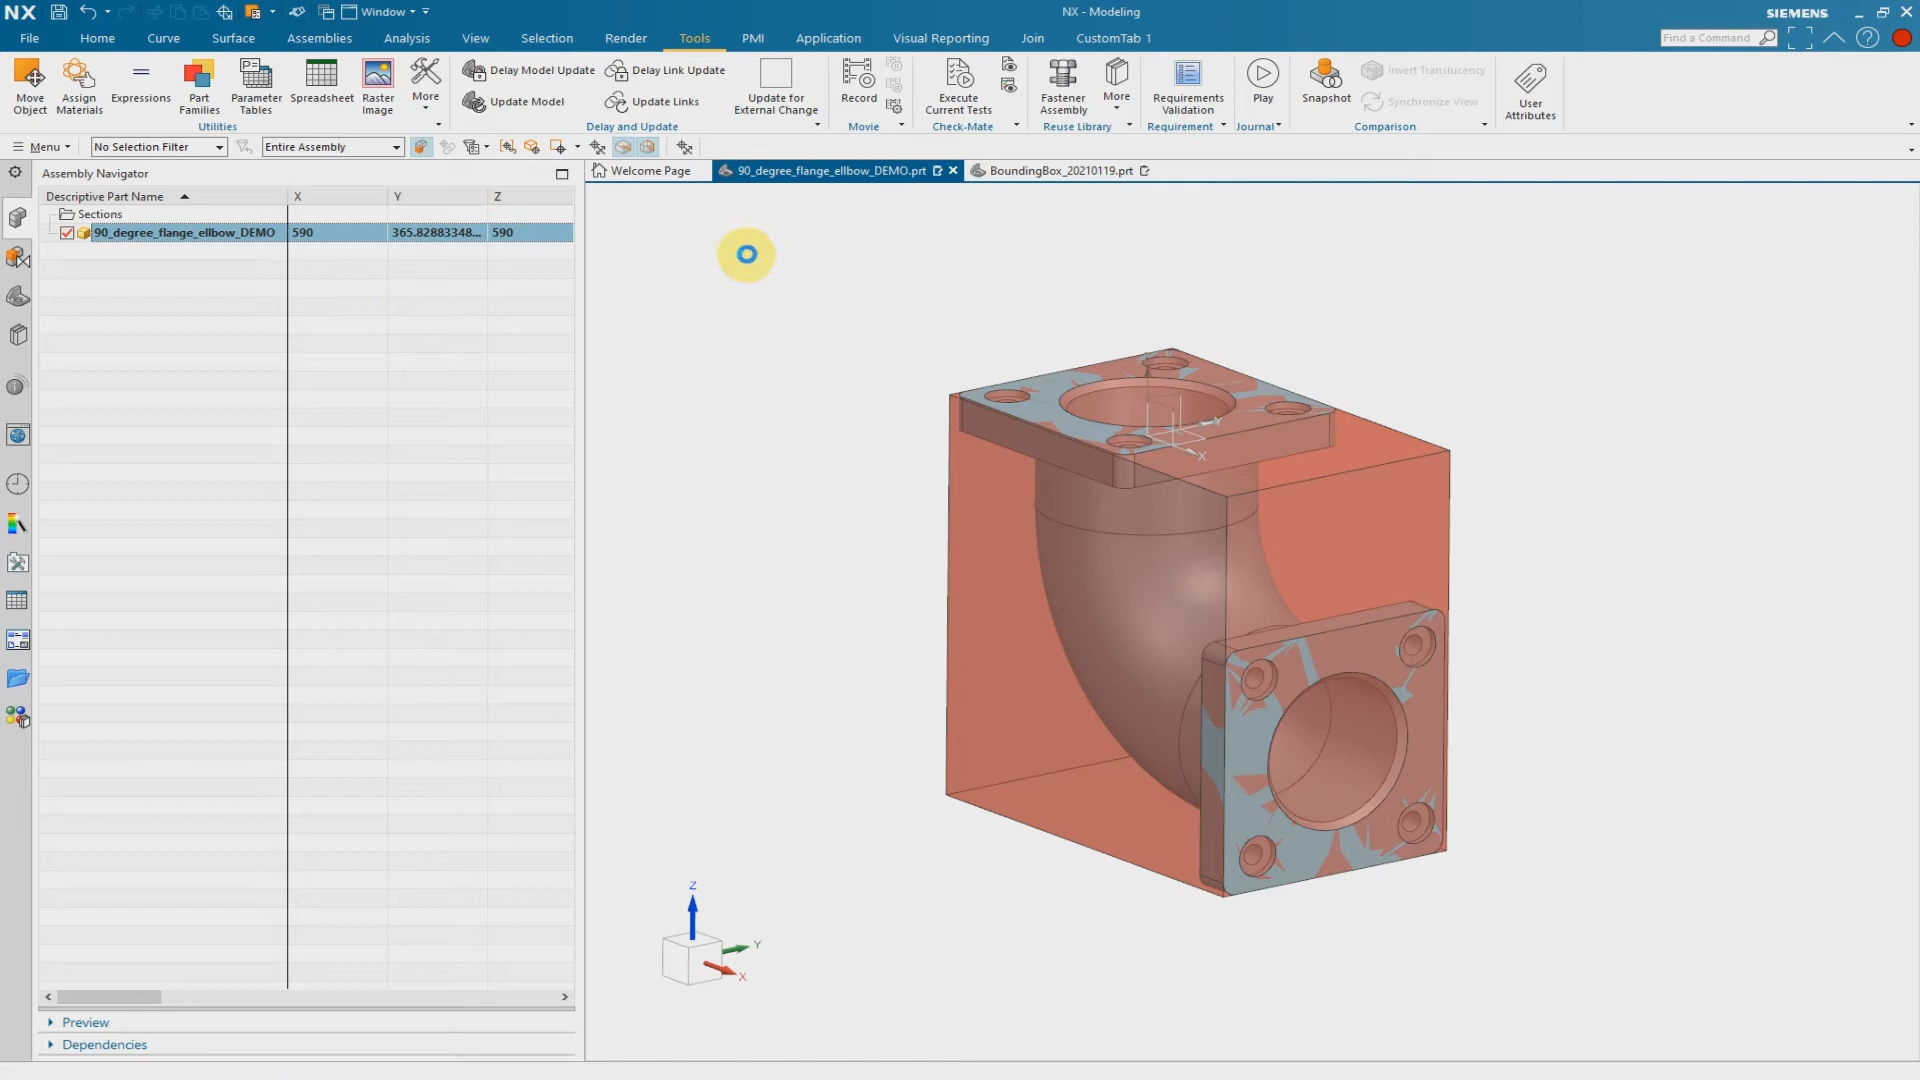 NX
Window
NX - Modeling
SIEMENS
File
Home
Curve
Surface
Assemblies
Analysis
View
Selection
Render
Tools
PMI
Application
Visual Reporting
Join
CustomTab 1
Find a Command
Move
Object
Assign
Materials
Expressions
Part
Families
Parameter
Tables
Spreadsheet
Raster
Image
More
Utilities
Delay Model Update
Delay Link Update
Update Model
Update Links
Update for
External Change
Delay and Update
Record
Movie
Execute
Current Tests
Check-Mate
Fastener
Assembly
More
Reuse Library
Requirements
Validation
Requirement
Play
Journal
Snapshot
Invert Translucency
Synchronize View
Comparison
User
Attributes
Menu
No Selection Filter
Entire Assembly
Assembly Navigator
Welcome Page
90_degree_flange_ellbow_DEMO.prt
BoundingBox_20210119.prt
Descriptive Part Name X Y Z
Sections
90_degree_flange_ellbow_DEMO 590 365.82883348... 590
Y
X
Z
Y
X
Preview
Dependencies